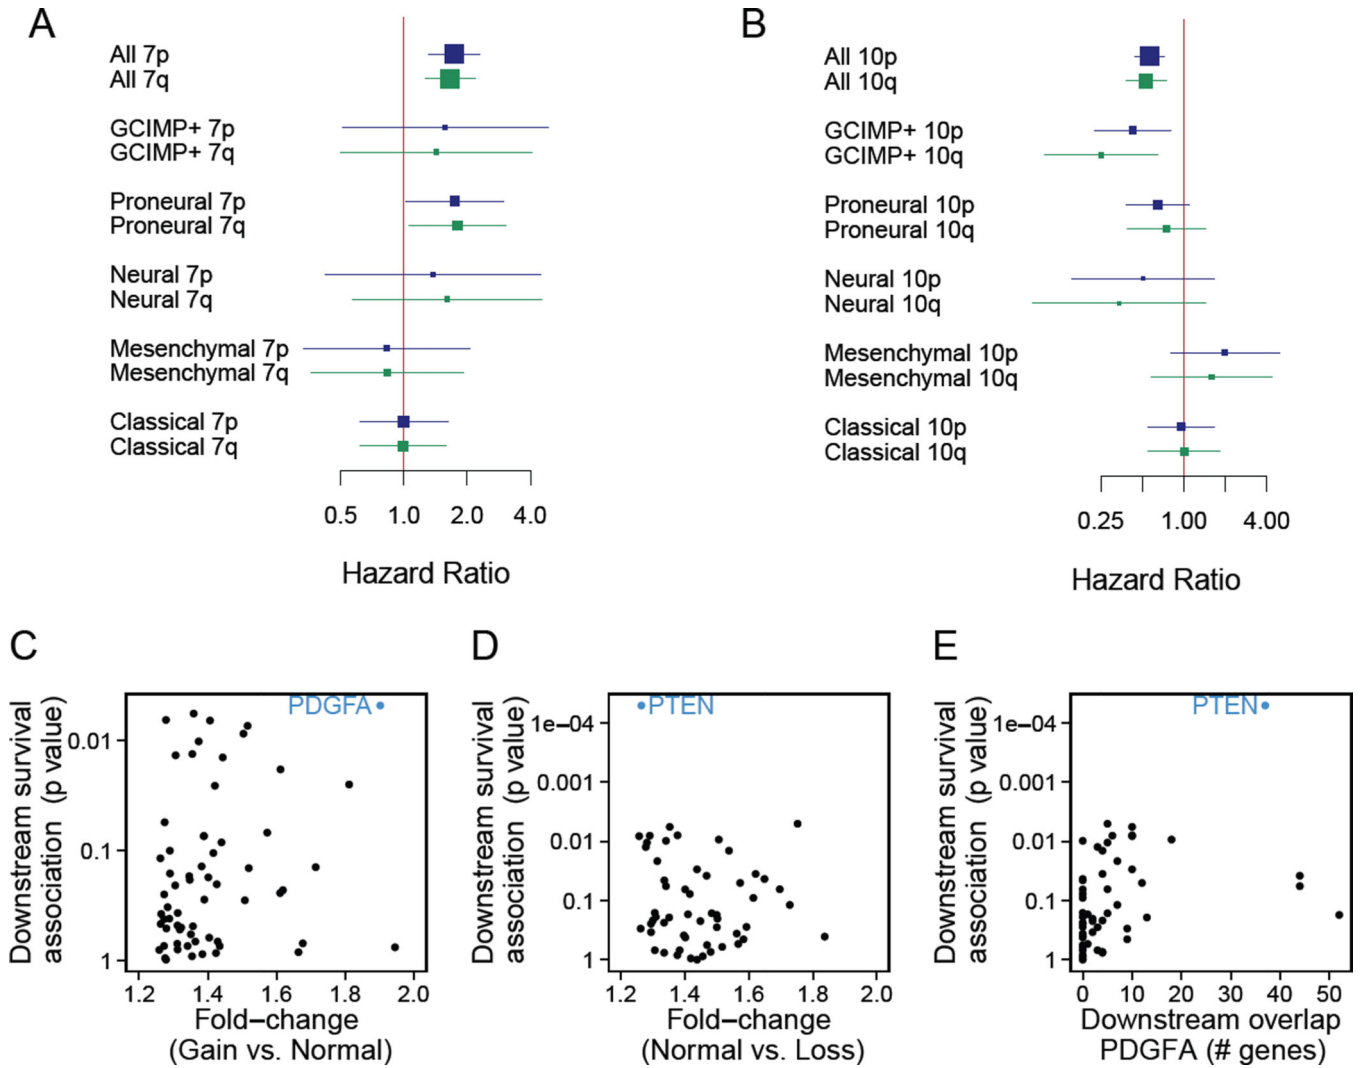 A
All 7p
All 7q
GCIMP+ 7p
GCIMP+ 7q
Proneural 7p
Proneural 7q
Neural 7p
Neural 7q
Mesenchymal 7p
Mesenchymal 7q
Classical 7p
Classical 7q
0.5 1.0 2.0 4.0
Hazard Ratio
B
All 10p
All 10q
GCIMP+ 10p
GCIMP+ 10q
Proneural 10p
Proneural 10q
Neural 10p
Neural 10q
Mesenchymal 10p
Mesenchymal 10q
Classical 10p
Classical 10q
0.25 1.00 4.00
Hazard Ratio
C
Downstream survival
association (p value)
PDGFA
0.01
0.1
1
1.2 1.4 1.6 1.8 2.0
Fold–change
(Gain vs. Normal)
D
Downstream survival
association (p value)
PTEN
1e–04
0.001
0.01
0.1
1
1.2 1.4 1.6 1.8 2.0
Fold–change
(Normal vs. Loss)
E
Downstream survival
association (p value)
PTEN
1e–04
0.001
0.01
0.1
1
0 10 20 30 40 50
Downstream overlap
PDGFA (# genes)